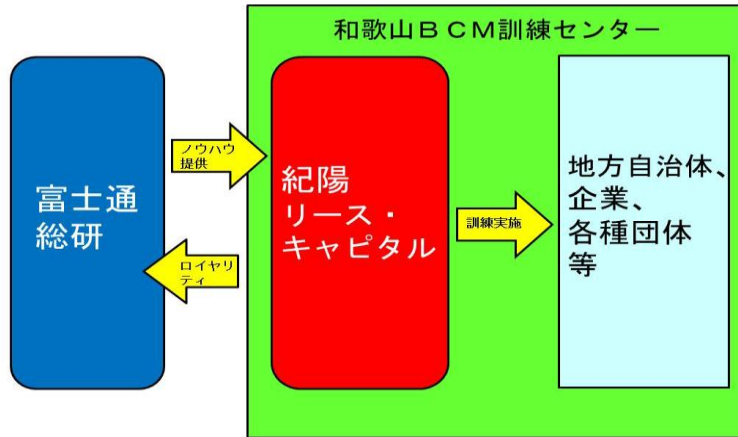 和歌山ＢＣＭ訓練センター
富士通
総研
ノウハウ
提供
ロイヤリ
ティ
紀陽
リース・
キャピタル
訓練実施
地方自治体、
企業、
各種団体
等